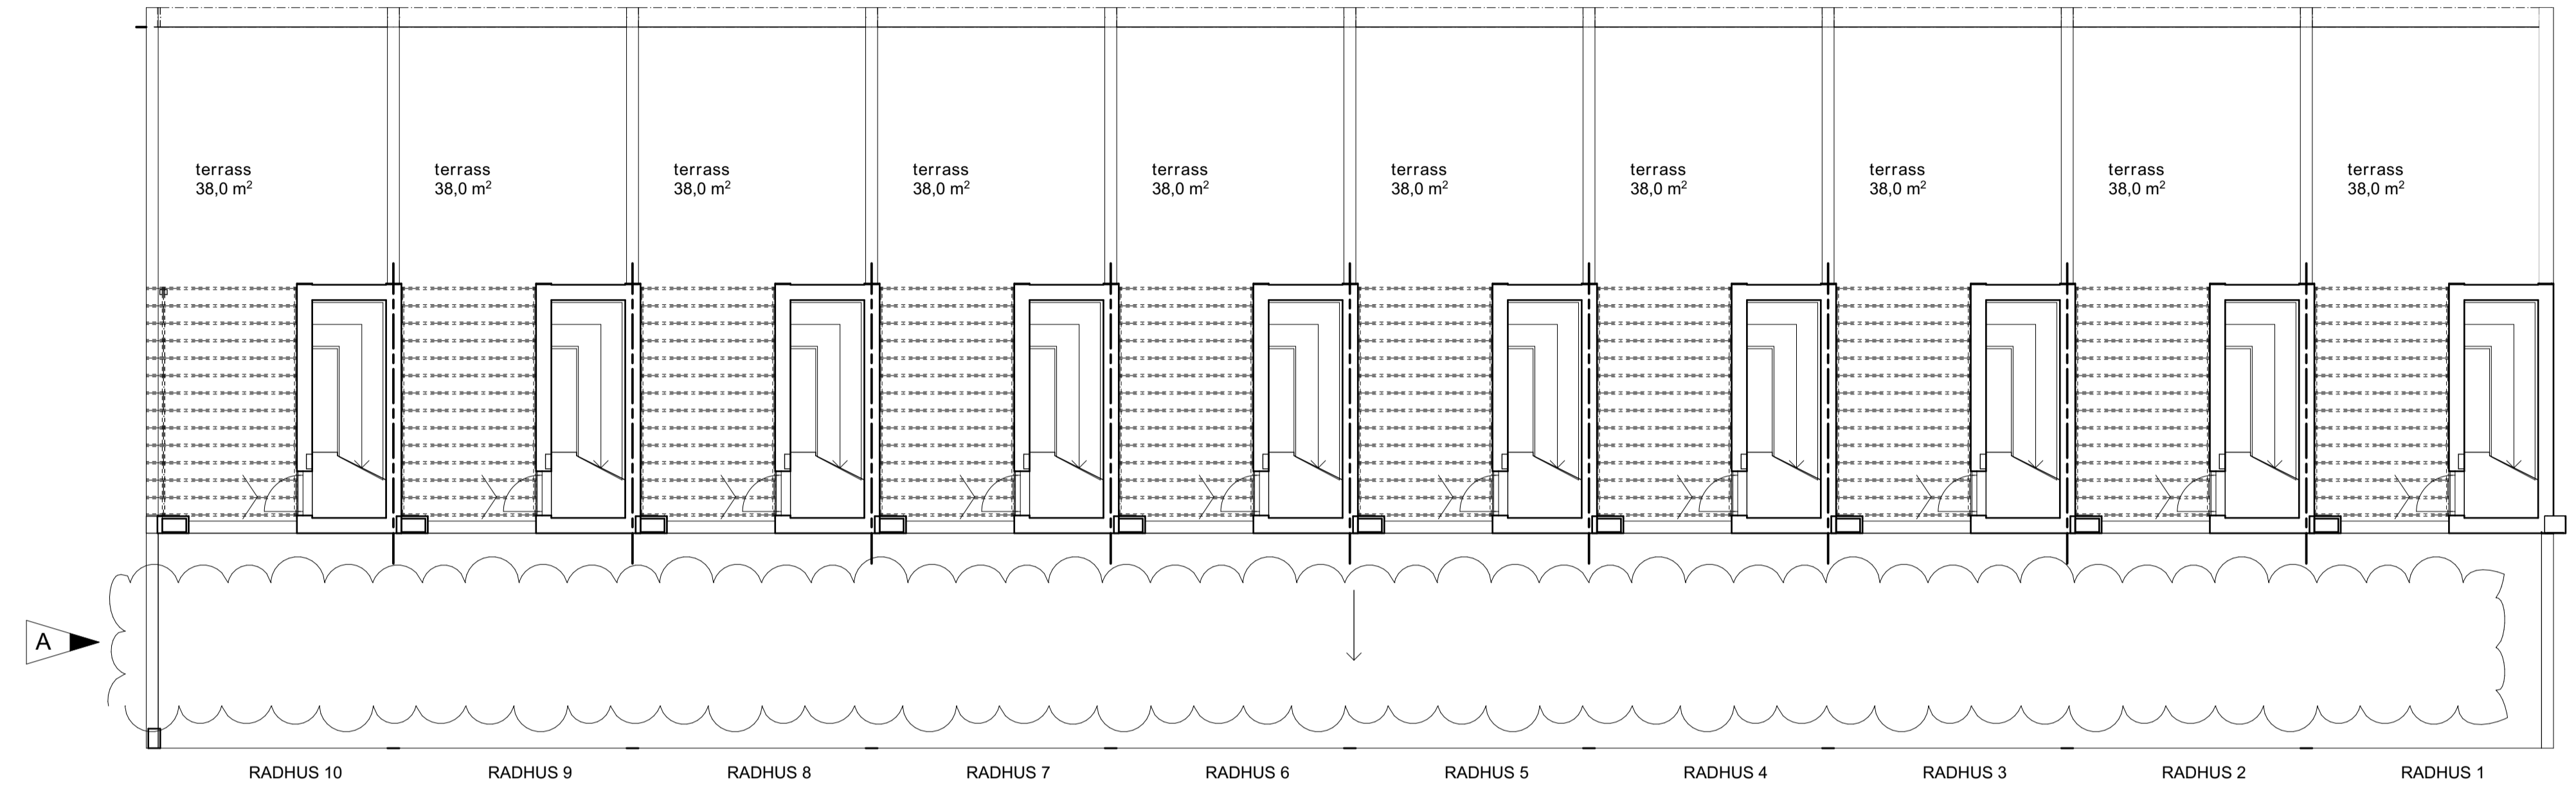 terrass
38,0 m²
terrass
38,0 m²
terrass
38,0 m²
terrass
38,0 m²
terrass
38,0 m²
terrass
38,0 m²
terrass
38,0 m²
terrass
38,0 m²
terrass
38,0 m²
terrass
38,0 m²
A
RADHUS 10
RADHUS 9
RADHUS 8
RADHUS 7
RADHUS 6
RADHUS 5
RADHUS 4
RADHUS 3
RADHUS 2
RADHUS 1